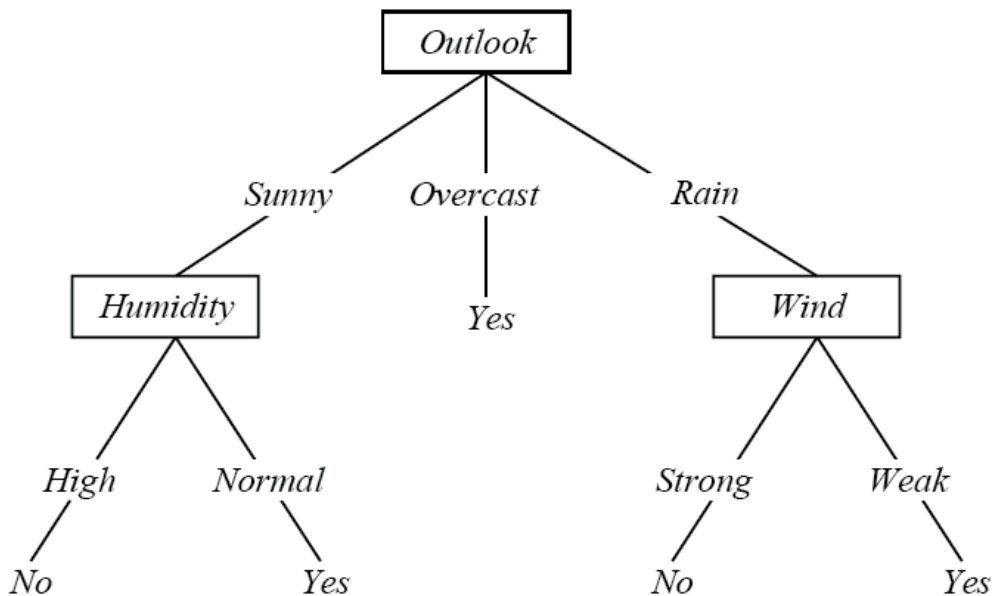 Outlook
Sunny Overcast Rain
Humidity Yes Wind
High Normal Strong Weak
No Yes No Yes